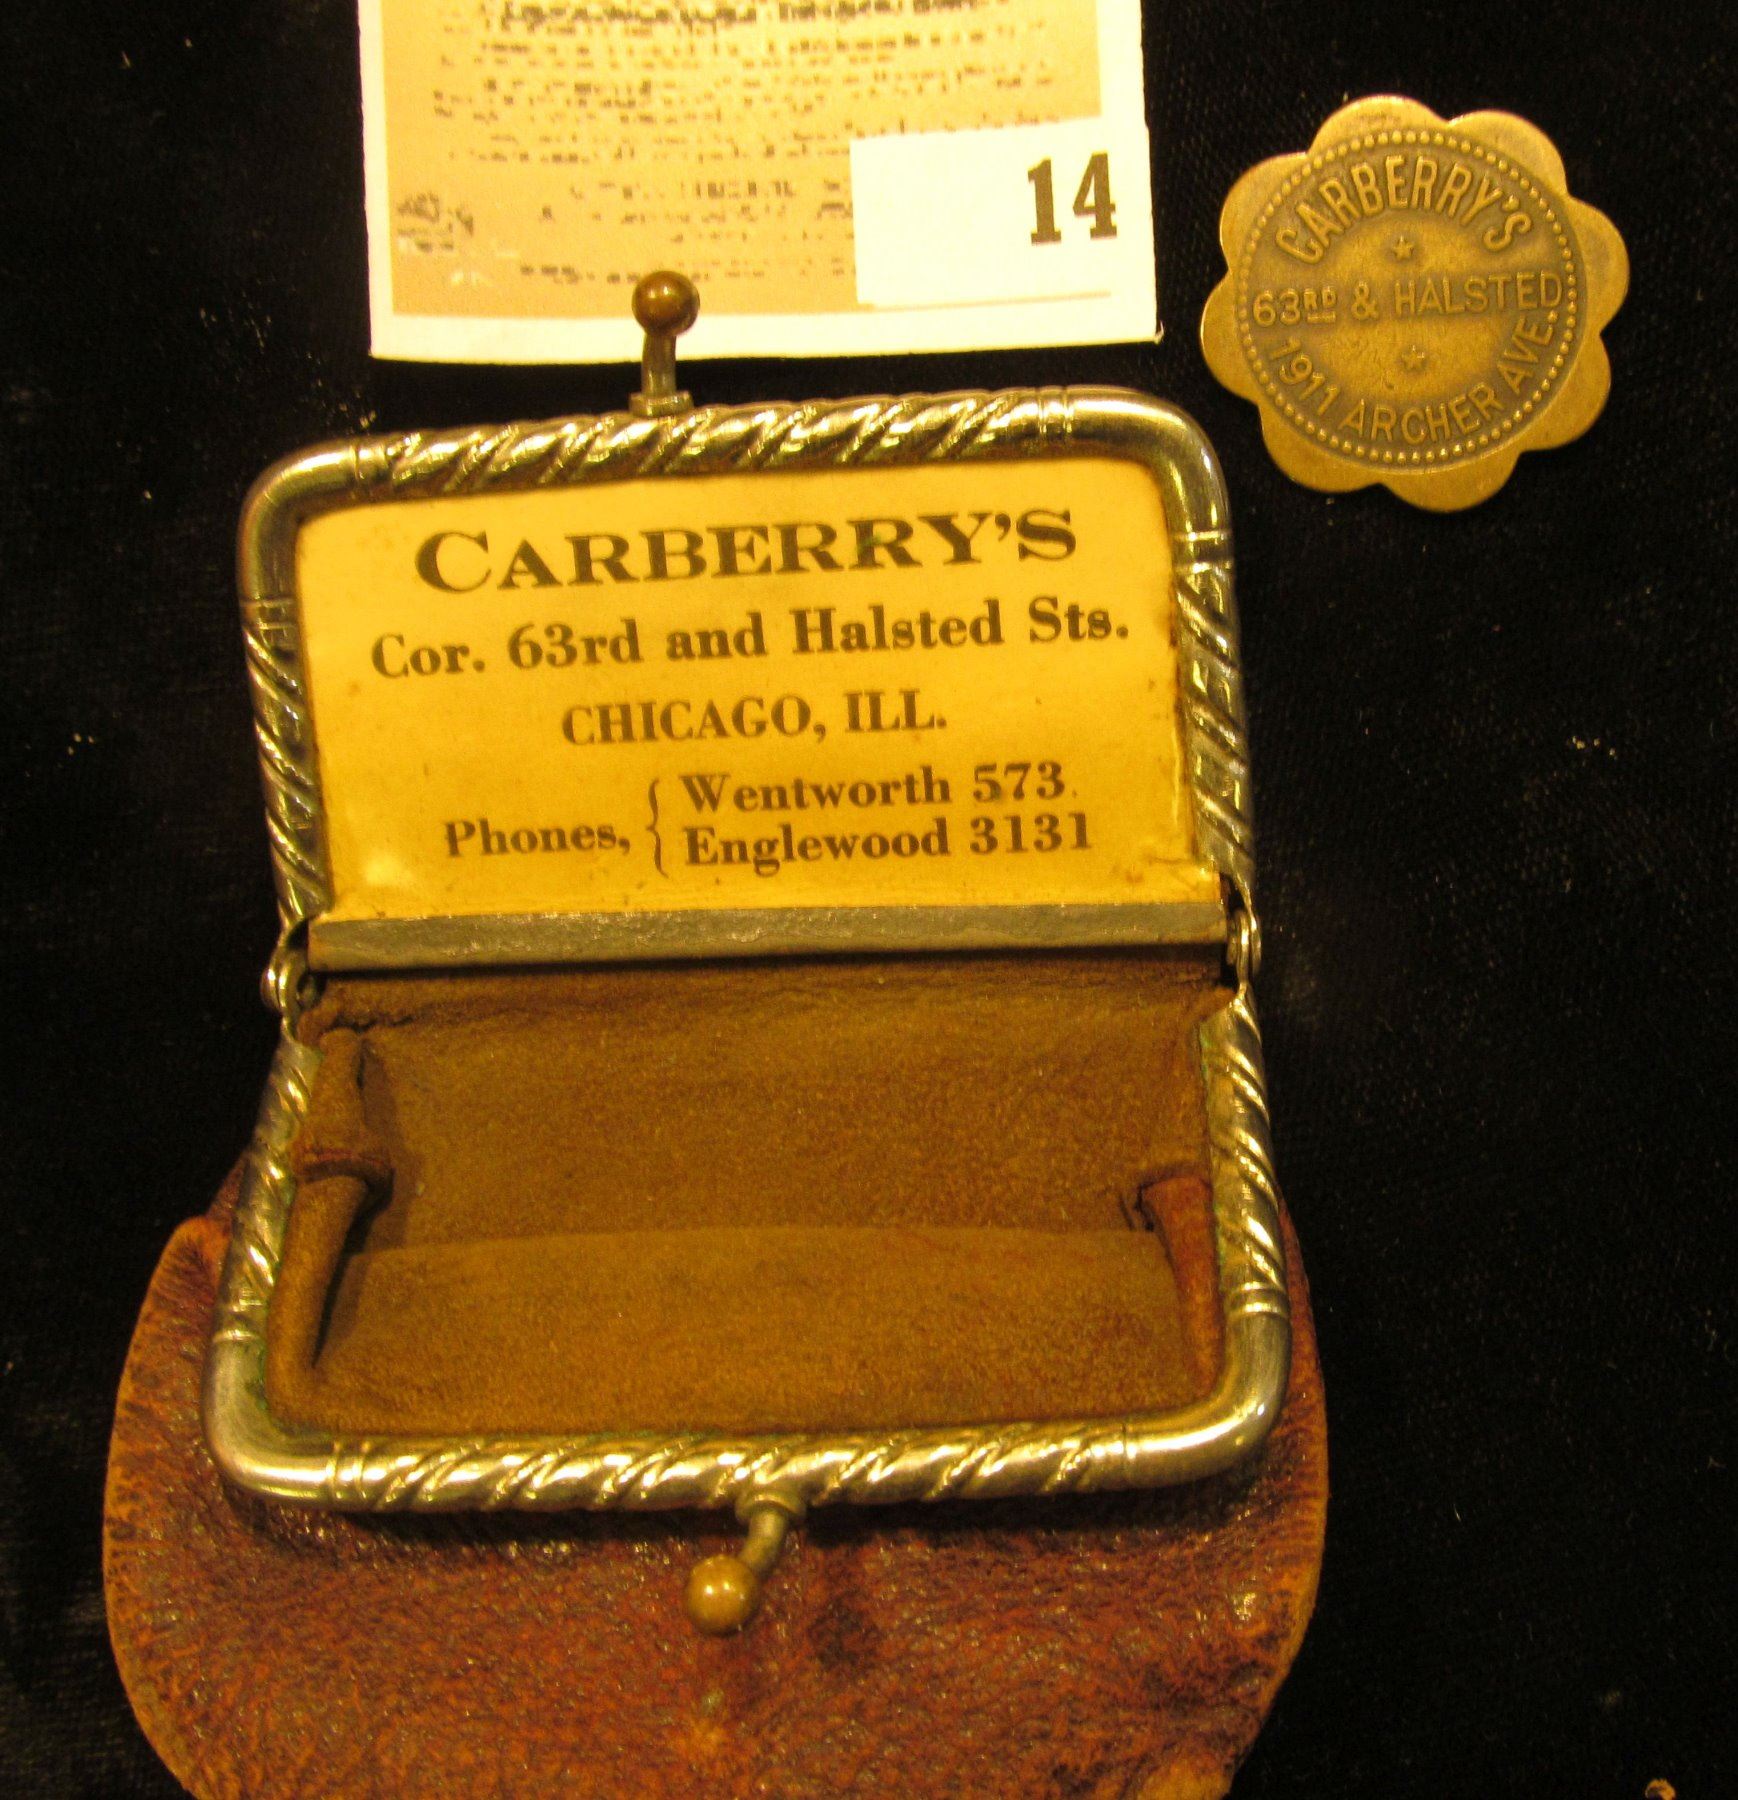 14
CARBERRY'S
63RD & HALSTED
1911 ARCHER AVE.
CARBERRY'S
Cor. 63rd and Halsted Sts.
CHICAGO, ILL.
Phones, { Wentworth 573
Englewood 3131